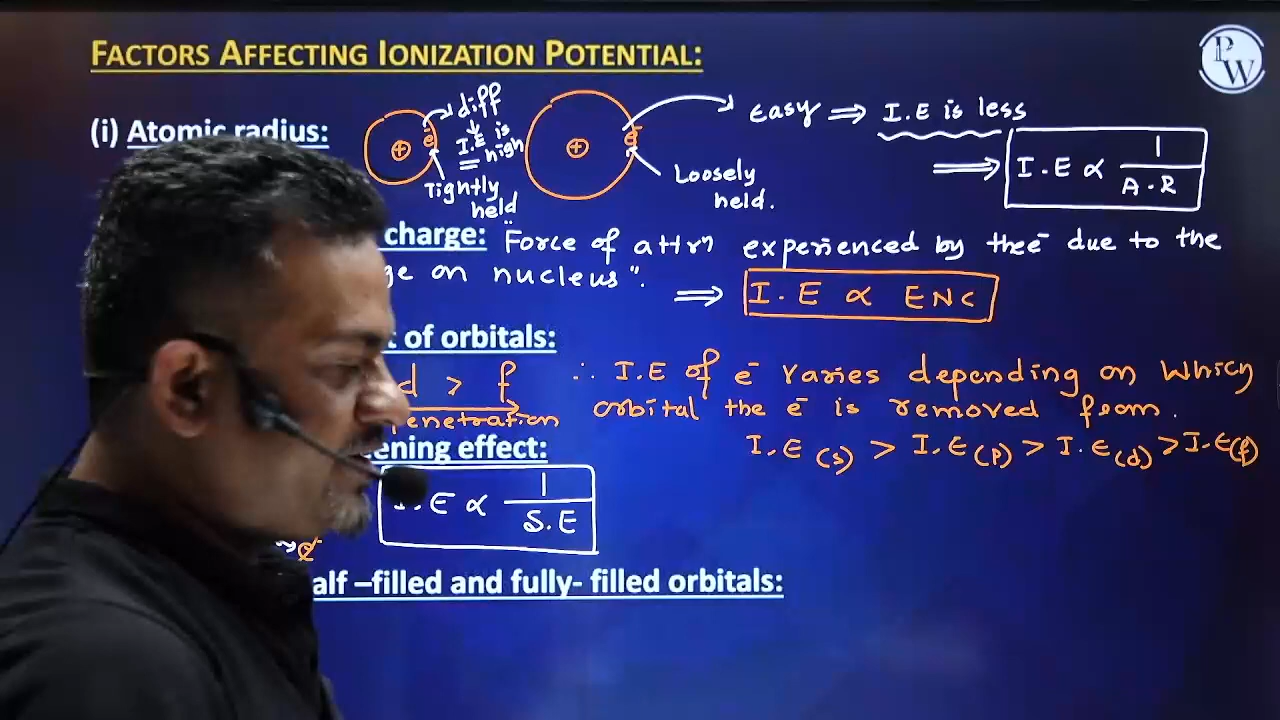 FACTORS AFFECTING IONIZATION POTENTIAL:
PW
(i) Atomic radius:
⊕ e⁻ diff
↓
I.E is high
Tightly held
⊕ e⁻ Easy ⇒ I.E is less
Loosely held.
⇒ I.E ∝ 1/A.R
charge: "Force of attrⁿ experienced by the e⁻ due to the
on nucleus".
⇒ I.E ∝ ENC
t of orbitals:
d > f
penetration
∴ I.E of e⁻ varies depending on which
orbital the e⁻ is removed from.
I.E (s) > I.E (p) > I.E (d) > I.E (f)
ening effect:
I.E ∝ 1/S.E
alf –filled and fully- filled orbitals: